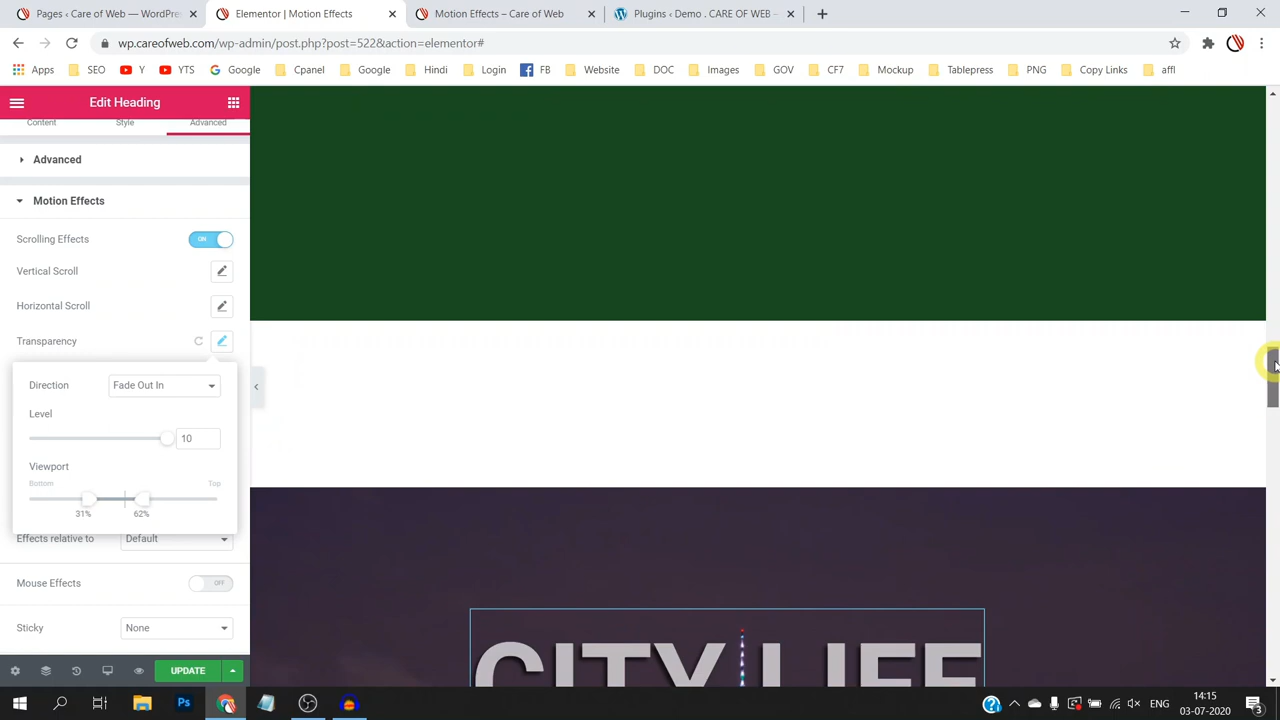 Pages ‹ Care of Web — WordPre
Elementor | Motion Effects
Motion Effects – Care of Web
Plugins ‹ Demo . CARE OF WEB –
wp.careofweb.com/wp-admin/post.php?post=522&action=elementor#
Apps SEO Y YTS Google Cpanel Google Hindi Login FB Website DOC Images GOV CF7 Mockup Tablepress PNG Copy Links affl
Edit Heading
Content Style Advanced
Advanced
Motion Effects
Scrolling Effects ON
Vertical Scroll
Horizontal Scroll
Transparency
Direction Fade Out In
Level
10
Viewport
Bottom Top
31% 62%
Effects relative to Default
Mouse Effects OFF
Sticky None
UPDATE
CITY LIFE
Ps
ENG
14:15
03-07-2020
3